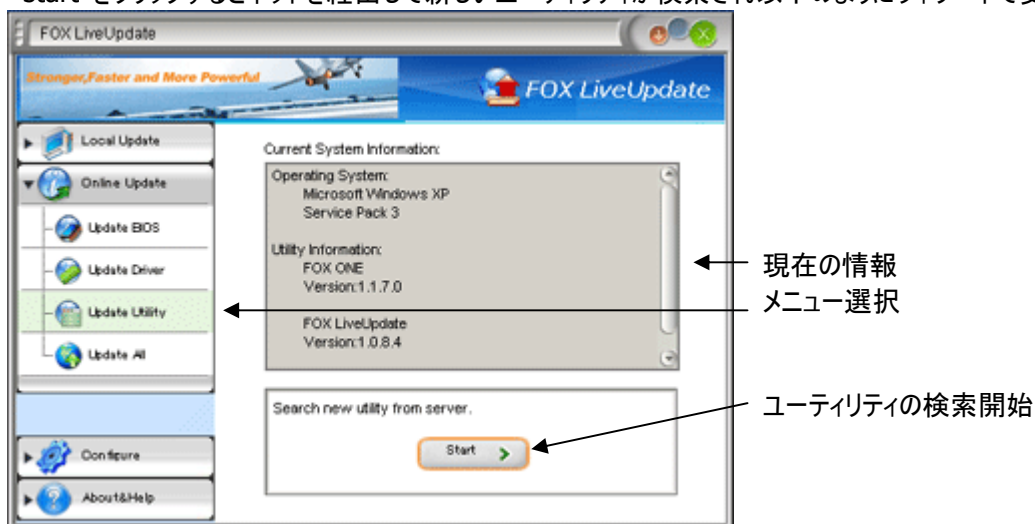 FOX LiveUpdate
Stronger,Faster and More Powerful
FOX LiveUpdate
Local Update
Online Update
Update BIOS
Update Driver
Update Utility
Update All
Configure
About&Help
Current System Information:
Operating System:
Microsoft Windows XP
Service Pack 3
Utility Information:
FOX ONE
Version:1.1.7.0
FOX LiveUpdate
Version:1.0.8.4
Search new utility from server.
Start
現在の情報
メニュー選択
ユーティリティの検索開始